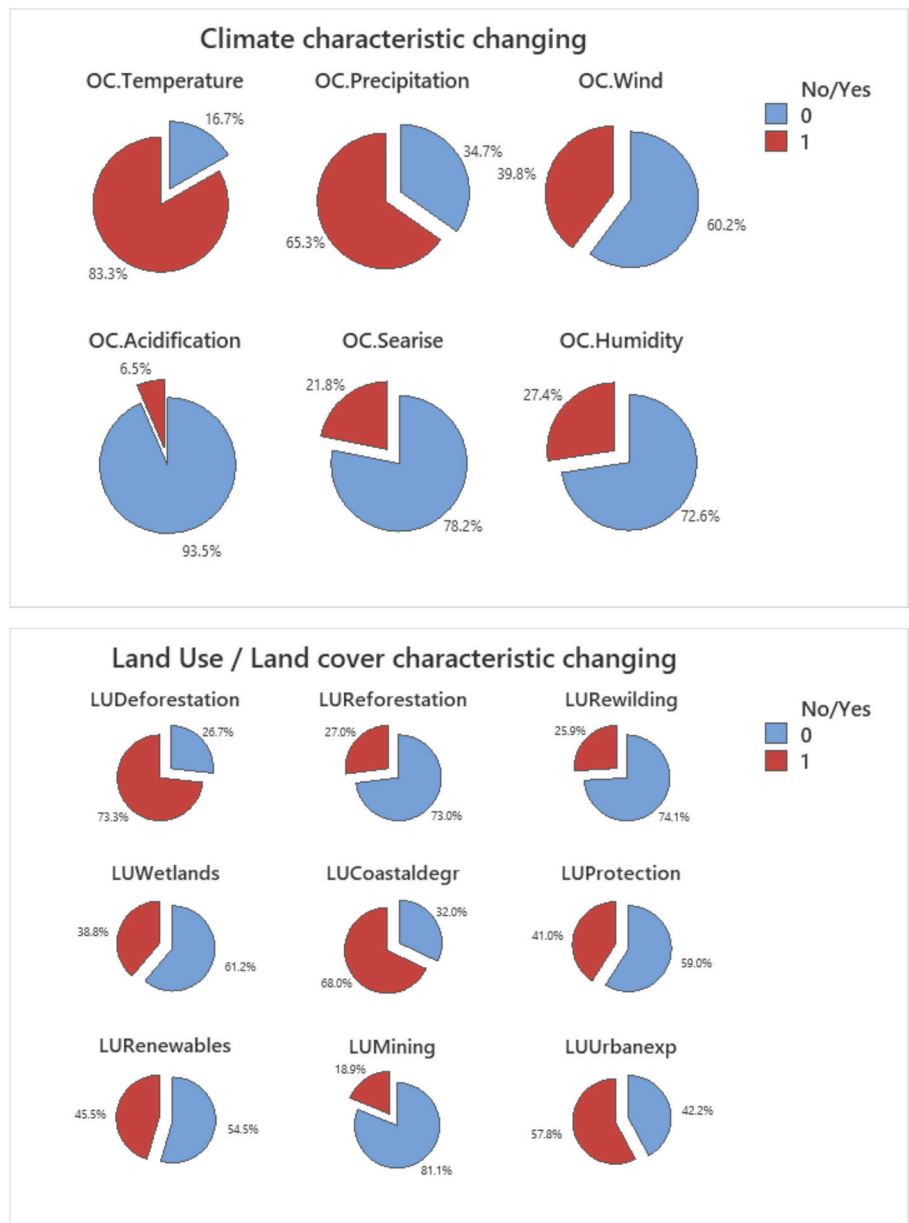 Climate characteristic changing
OC.Temperature
OC.Precipitation
OC.Wind
No/Yes
0
1
16.7%
83.3%
34.7%
65.3%
39.8%
60.2%
OC.Acidification
OC.Searise
OC.Humidity
6.5%
93.5%
21.8%
78.2%
27.4%
72.6%
Land Use / Land cover characteristic changing
LUDeforestation
LUReforestation
LURewilding
No/Yes
0
1
26.7%
73.3%
27.0%
73.0%
25.9%
74.1%
LUWetlands
LUCoastaldegr
LUProtection
38.8%
61.2%
32.0%
68.0%
41.0%
59.0%
LURenewables
LUMining
LUUrbanexp
45.5%
54.5%
18.9%
81.1%
57.8%
42.2%